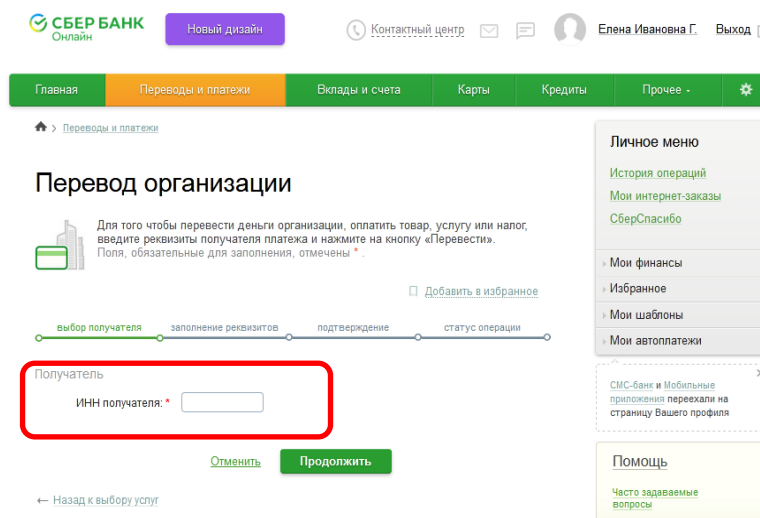 СБЕР БАНК
Онлайн
Новый дизайн
Контактный центр
Елена Ивановна Г.
Выход
Главная
Переводы и платежи
Вклады и счета
Карты
Кредиты
Прочее
Переводы и платежи
Перевод организации
Для того чтобы перевести деньги организации, оплатить товар, услугу или налог,
введите реквизиты получателя платежа и нажмите на кнопку «Перевести».
Поля, обязательные для заполнения, отмечены * .
Добавить в избранное
выбор получателя
заполнение реквизитов
подтверждение
статус операции
Получатель
ИНН получателя: *
Отменить
Продолжить
← Назад к выбору услуг
Личное меню
История операций
Мои интернет-заказы
СберСпасибо
Мои финансы
Избранное
Мои шаблоны
Мои автоплатежи
СМС-банк и Мобильные
приложения переехали на
страницу Вашего профиля
Помощь
Часто задаваемые
вопросы